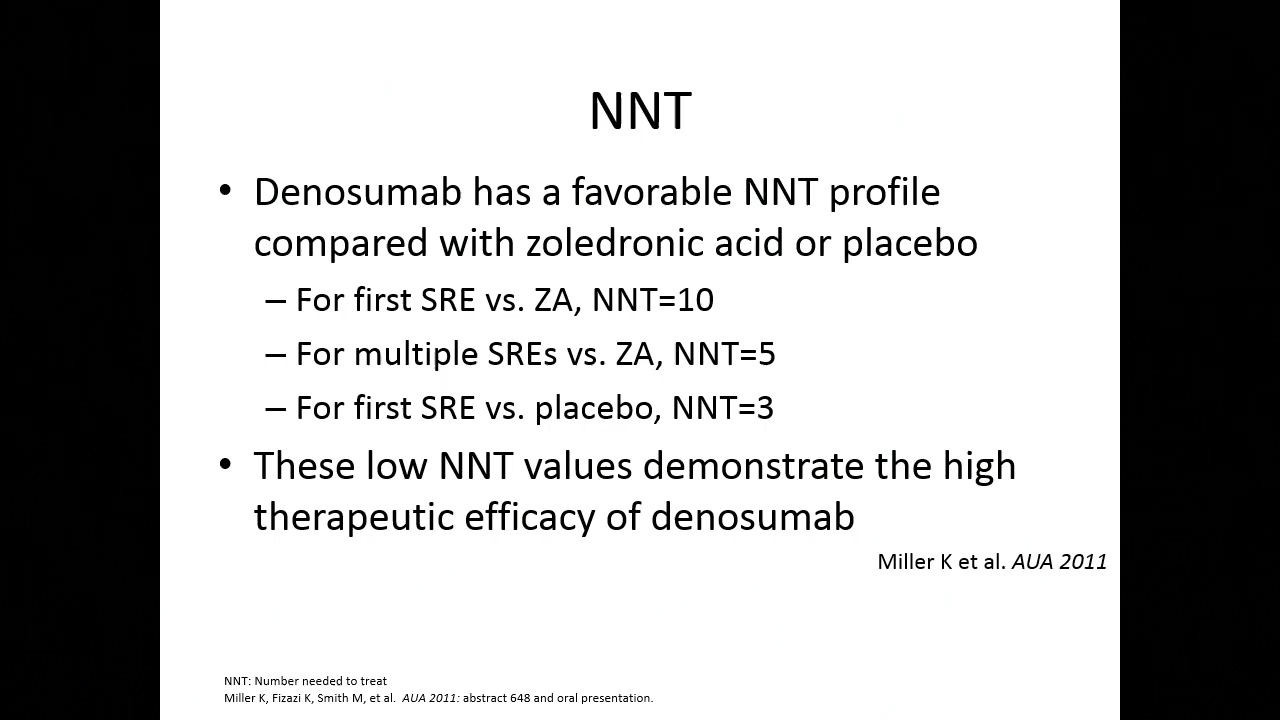 NNT
• Denosumab has a favorable NNT profile
compared with zoledronic acid or placebo
– For first SRE vs. ZA, NNT=10
– For multiple SREs vs. ZA, NNT=5
– For first SRE vs. placebo, NNT=3
• These low NNT values demonstrate the high
therapeutic efficacy of denosumab
Miller K et al. AUA 2011
NNT: Number needed to treat
Miller K, Fizazi K, Smith M, et al. AUA 2011: abstract 648 and oral presentation.